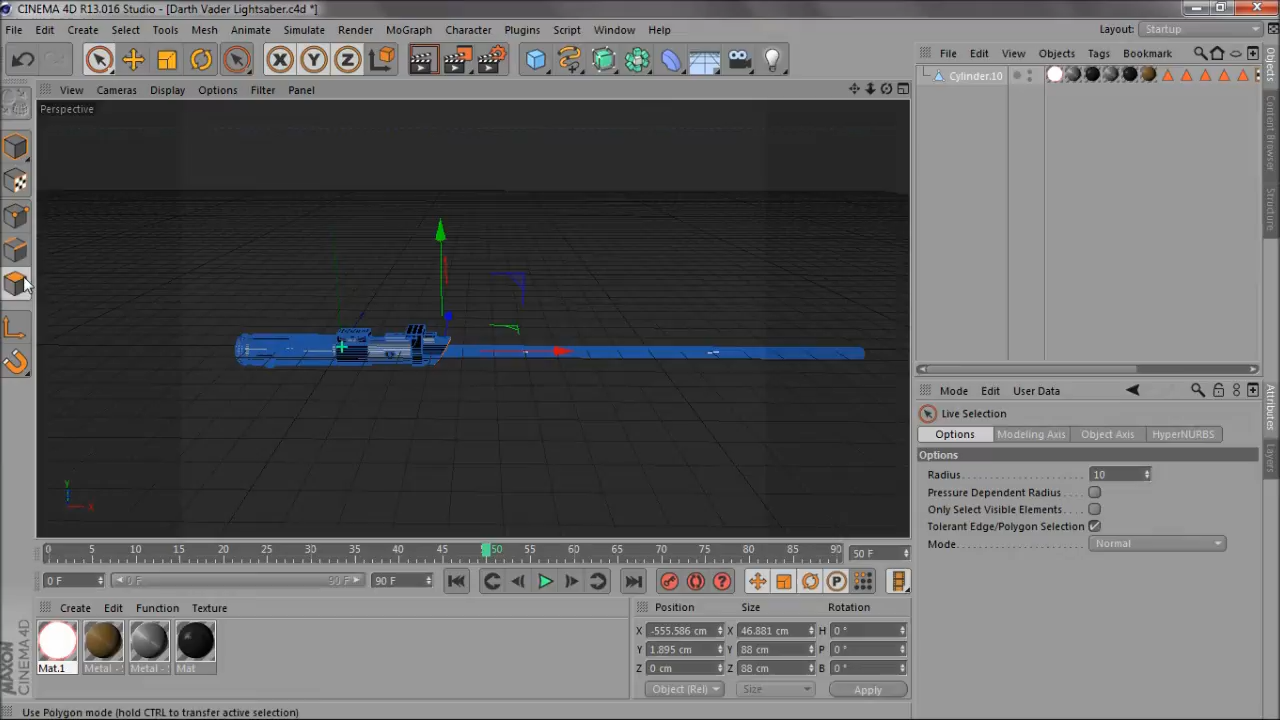 CINEMA 4D R13.016 Studio - [Darth Vader Lightsaber.c4d *]
File Edit Create Select Tools Mesh Animate Simulate Render MoGraph Character Plugins Script Window Help Layout: Startup
File Edit View Objects Tags Bookmark
Cylinder.10
View Cameras Display Options Filter Panel
Perspective
Objects
Content Browser
Structure
Mode Edit User Data
Live Selection
Options Modeling Axis Object Axis HyperNURBS
Options
Radius 10
Pressure Dependent Radius
Only Select Visible Elements
Tolerant Edge/Polygon Selection
Mode Normal
Attributes
Layers
Y
X
0 5 10 15 20 25 30 35 40 45 50 55 60 65 70 75 80 85 90 50 F
0 F 0 F 90 F 90 F
Create Edit Function Texture
Mat.1 Metal - Metal - Mat
Position Size Rotation
X -555.586 cm X 46.881 cm H 0 °
Y 1.895 cm Y 88 cm P 0 °
Z 0 cm Z 88 cm B 0 °
Object (Rel) Size Apply
MAXON CINEMA 4D
Use Polygon mode (hold CTRL to transfer active selection)